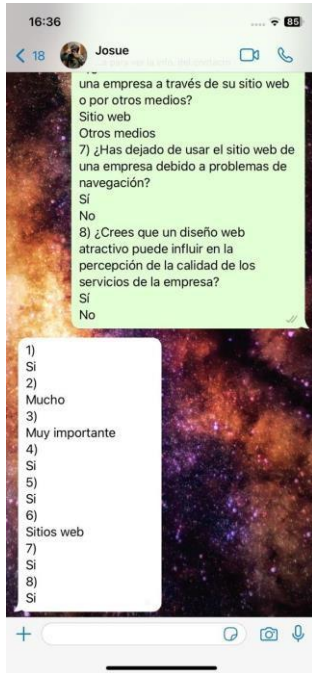 16:36
85
18
Josue
una empresa a través de su sitio web
o por otros medios?
Sitio web
Otros medios
7) ¿Has dejado de usar el sitio web de
una empresa debido a problemas de
navegación?
Sí
No
8) ¿Crees que un diseño web
atractivo puede influir en la
percepción de la calidad de los
servicios de la empresa?
Sí
No
1)
Si
2)
Mucho
3)
Muy importante
4)
Si
5)
Si
6)
Sitios web
7)
Si
8)
Si